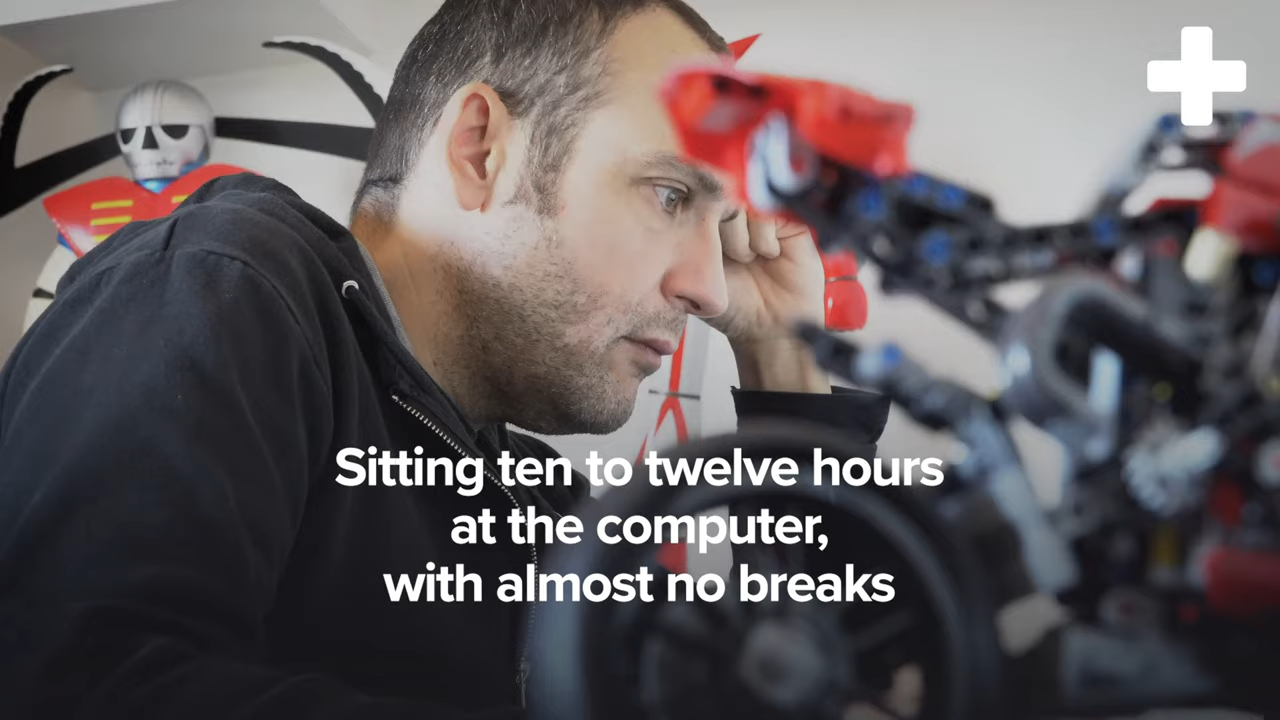 Sitting ten to twelve hours
at the computer,
with almost no breaks